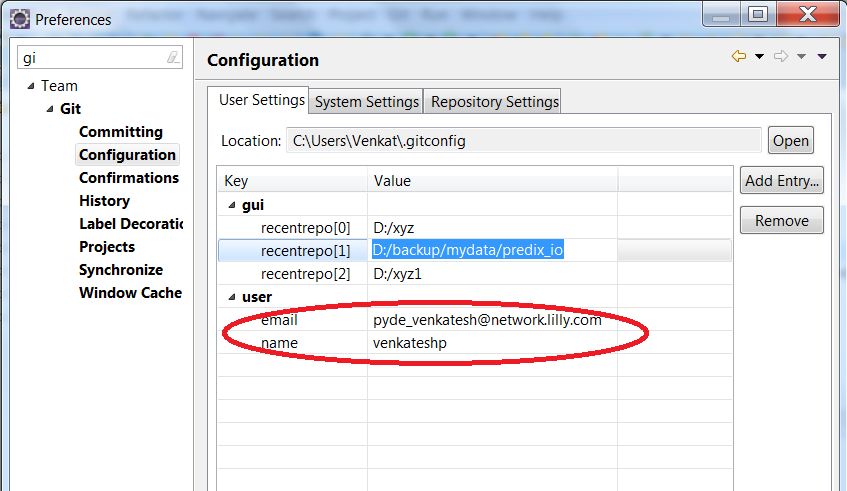 Preferences
gi
Team
Git
Committing
Configuration
Confirmations
History
Label Decoratic
Projects
Synchronize
Window Cache
Configuration
User Settings System Settings Repository Settings
Location: C:\Users\Venkat\.gitconfig Open
Key Value Add Entry...
gui
recentrepo[0] D:/xyz Remove
recentrepo[1] D:/backup/mydata/predix_io
recentrepo[2] D:/xyz1
user
email pyde_venkatesh@network.lilly.com
name venkateshp